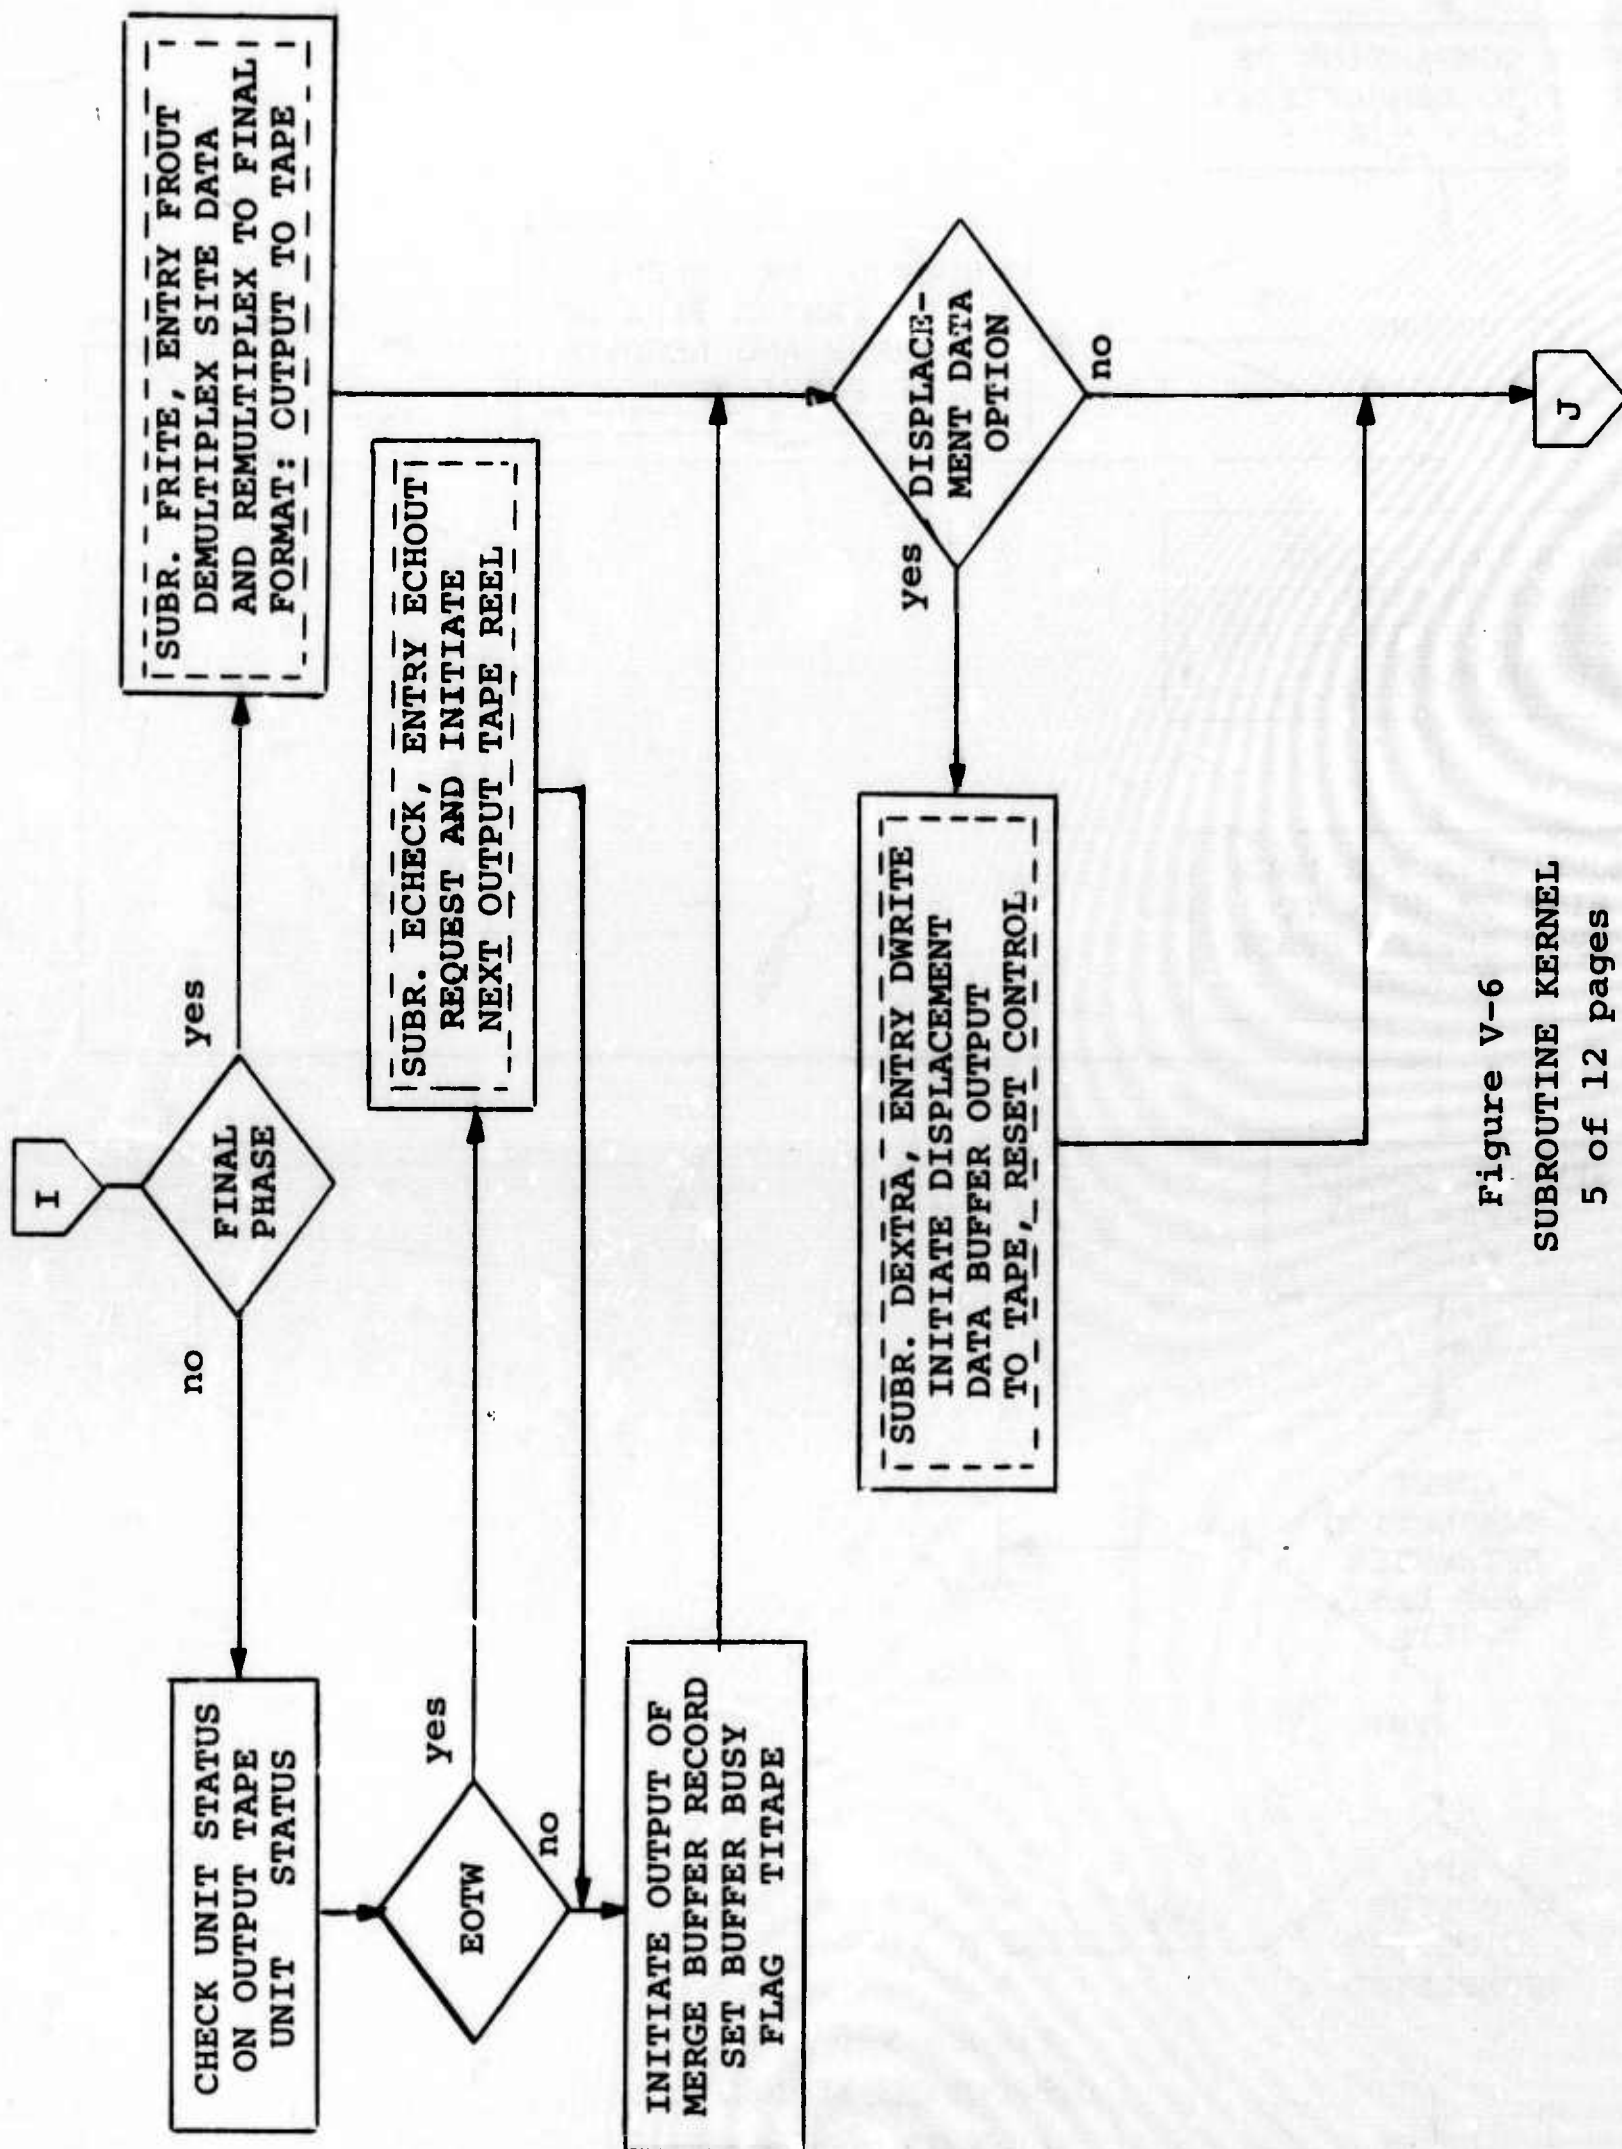 I
FINAL
PHASE
no
yes
CHECK UNIT STATUS
ON OUTPUT TAPE
UNIT STATUS
SUBR. FRITE, ENTRY FROUT
DEMULTIPLEX SITE DATA
AND REMULTIPLEX TO FINAL
FORMAT: CUTPUT TO TAPE
EOTW
yes
no
SUBR. ECHECK, ENTRY ECHOUT
REQUEST AND INITIATE
NEXT OUTPUT TAPE REEL
INITIATE OUTPUT OF
MERGE BUFFER RECORD
SET BUFFER BUSY
FLAG TITAPE
DISPLACE-
MENT DATA
OPTION
yes
no
SUBR. DEXTRA, ENTRY DWRITE
INITIATE DISPLACEMENT
DATA BUFFER OUTPUT
TO TAPE, RESET CONTROL
J
Figure V-6
SUBROUTINE KERNEL
5 of 12 pages